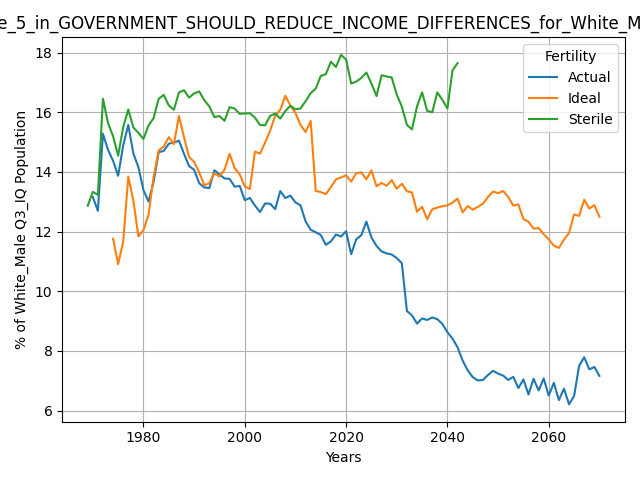 e_5_in_GOVERNMENT_SHOULD_REDUCE_INCOME_DIFFERENCES_for_White_M
Fertility
Actual
Ideal
Sterile
% of White_Male Q3_IQ Population
18
16
14
12
10
8
6
1980
2000
2020
2040
2060
Years